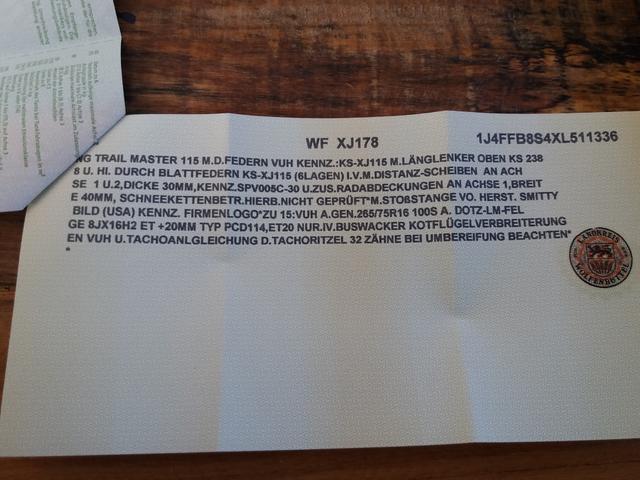 WF XJ178 1J4FFB8S4XL511336
NG TRAIL MASTER 115 M.D.FEDERN VUH KENNZ.:KS-XJ115 M.LÄNGLENKER OBEN KS 238
8 U. HI. DURCH BLATTFEDERN KS-XJ115 (6LAGEN) I.V.M.DISTANZ-SCHEIBEN AN ACH
SE 1 U.2,DICKE 30MM,KENNZ.SPV005C-30 U.ZUS.RADABDECKUNGEN AN ACHSE 1,BREIT
E 40MM, SCHNEEKETTENBETR.HIERB.NICHT GEPRÜFT*M.STOßSTANGE VO. HERST. SMITTY
BILD (USA) KENNZ. FIRMENLOGO*ZU 15:VUH A.GEN.265/75R16 100S A. DOTZ-LM-FEL
GE 8JX16H2 ET +20MM TYP PCD114,ET20 NUR.IV.BUSWACKER KOTFLÜGELVERBREITERUNG
EN VUH U.TACHOANLGLEICHUNG D.TACHORITZEL 32 ZÄHNE BEI UMBEREIFUNG BEACHTEN*
*
LANDKREIS
WOLFENBÜTTEL